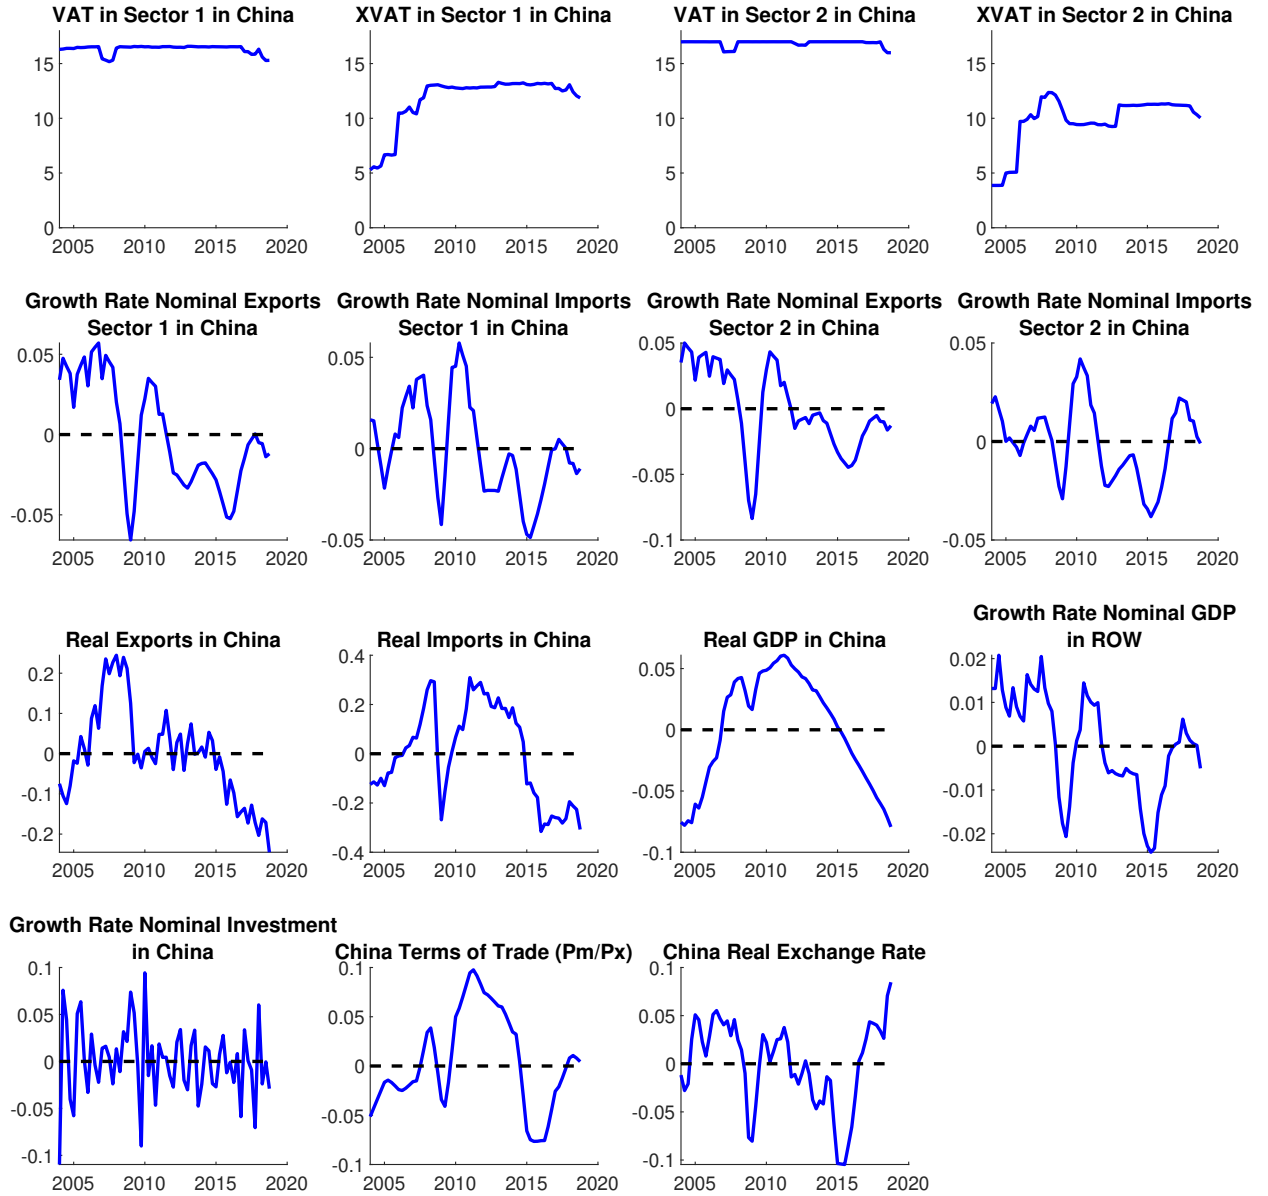 VAT in Sector 1 in China
15
10
5
0
2005 2010 2015 2020
XVAT in Sector 1 in China
15
10
5
0
2005 2010 2015 2020
VAT in Sector 2 in China
15
10
5
0
2005 2010 2015 2020
XVAT in Sector 2 in China
15
10
5
0
2005 2010 2015 2020
Growth Rate Nominal Exports
Sector 1 in China
0.05
0
-0.05
2005 2010 2015 2020
Growth Rate Nominal Imports
Sector 1 in China
0.05
0
-0.05
2005 2010 2015 2020
Growth Rate Nominal Exports
Sector 2 in China
0.05
0
-0.05
-0.1
2005 2010 2015 2020
Growth Rate Nominal Imports
Sector 2 in China
0.05
0
-0.05
2005 2010 2015 2020
Real Exports in China
0.2
0.1
0
-0.1
-0.2
2005 2010 2015 2020
Real Imports in China
0.4
0.2
0
-0.2
-0.4
2005 2010 2015 2020
Real GDP in China
0.05
0
-0.05
-0.1
2005 2010 2015 2020
Growth Rate Nominal GDP
in ROW
0.02
0.01
0
-0.01
-0.02
2005 2010 2015 2020
Growth Rate Nominal Investment
in China
0.1
0.05
0
-0.05
-0.1
2005 2010 2015 2020
China Terms of Trade (Pm/Px)
0.1
0.05
0
-0.05
-0.1
2005 2010 2015 2020
China Real Exchange Rate
0.1
0.05
0
-0.05
-0.1
2005 2010 2015 2020